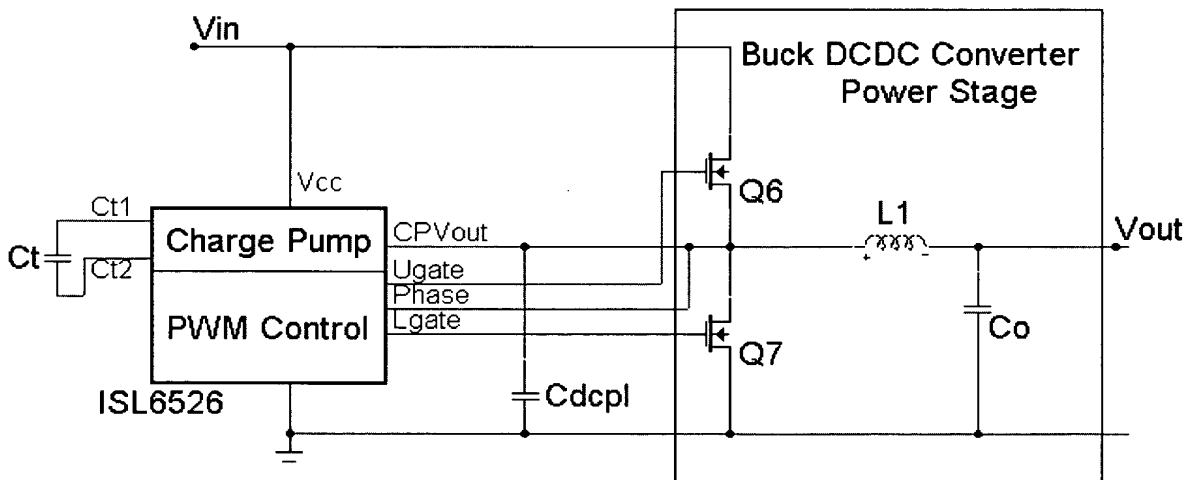 Vin
Buck DCDC Converter
Power Stage
Vcc
Q6
Ct1
L1
Charge Pump
CPVout
Vout
Ct
Ct2
Ugate
Phase
PWM Control
Lgate
Co
Q7
ISL6526
Cdcpl
+
-